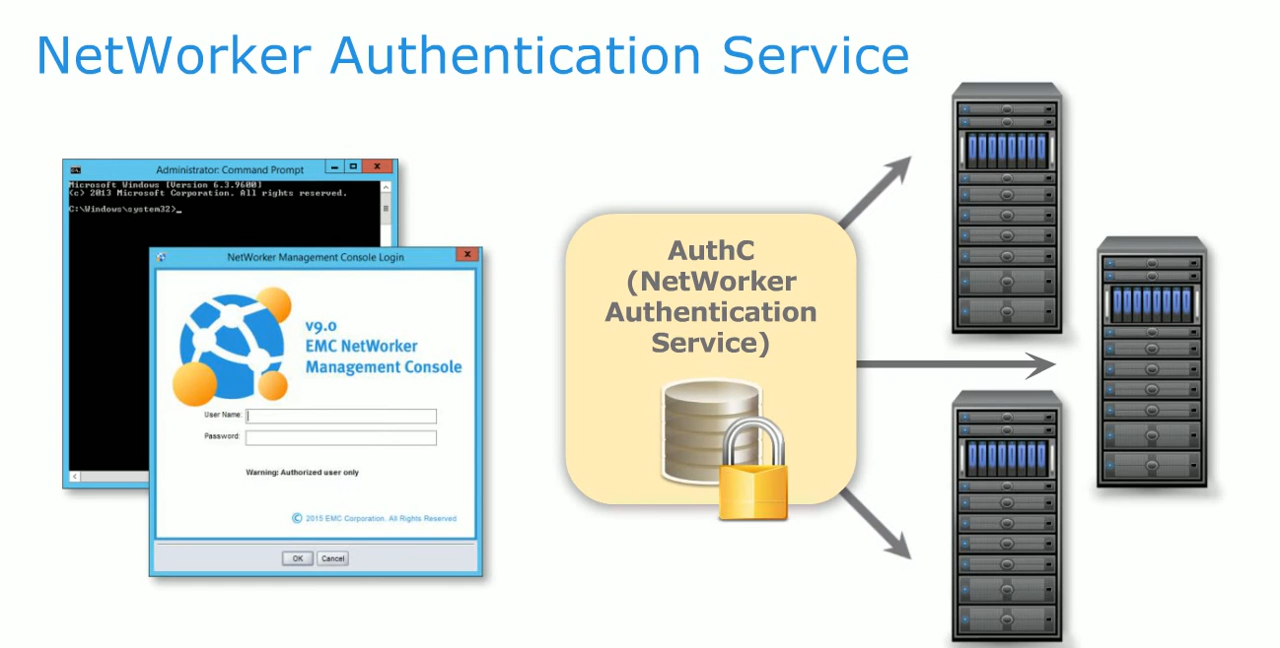 NetWorker Authentication Service
Administrator: Command Prompt
Microsoft Windows [Version 6.3.9600]
(c) 2013 Microsoft Corporation. All rights reserved.
C:\Windows\system32>_
NetWorker Management Console Login
v9.0
EMC NetWorker
Management Console
User Name:
Password:
Warning: Authorized user only
© 2015 EMC Corporation. All Rights Reserved
OK Cancel
AuthC
(NetWorker
Authentication
Service)